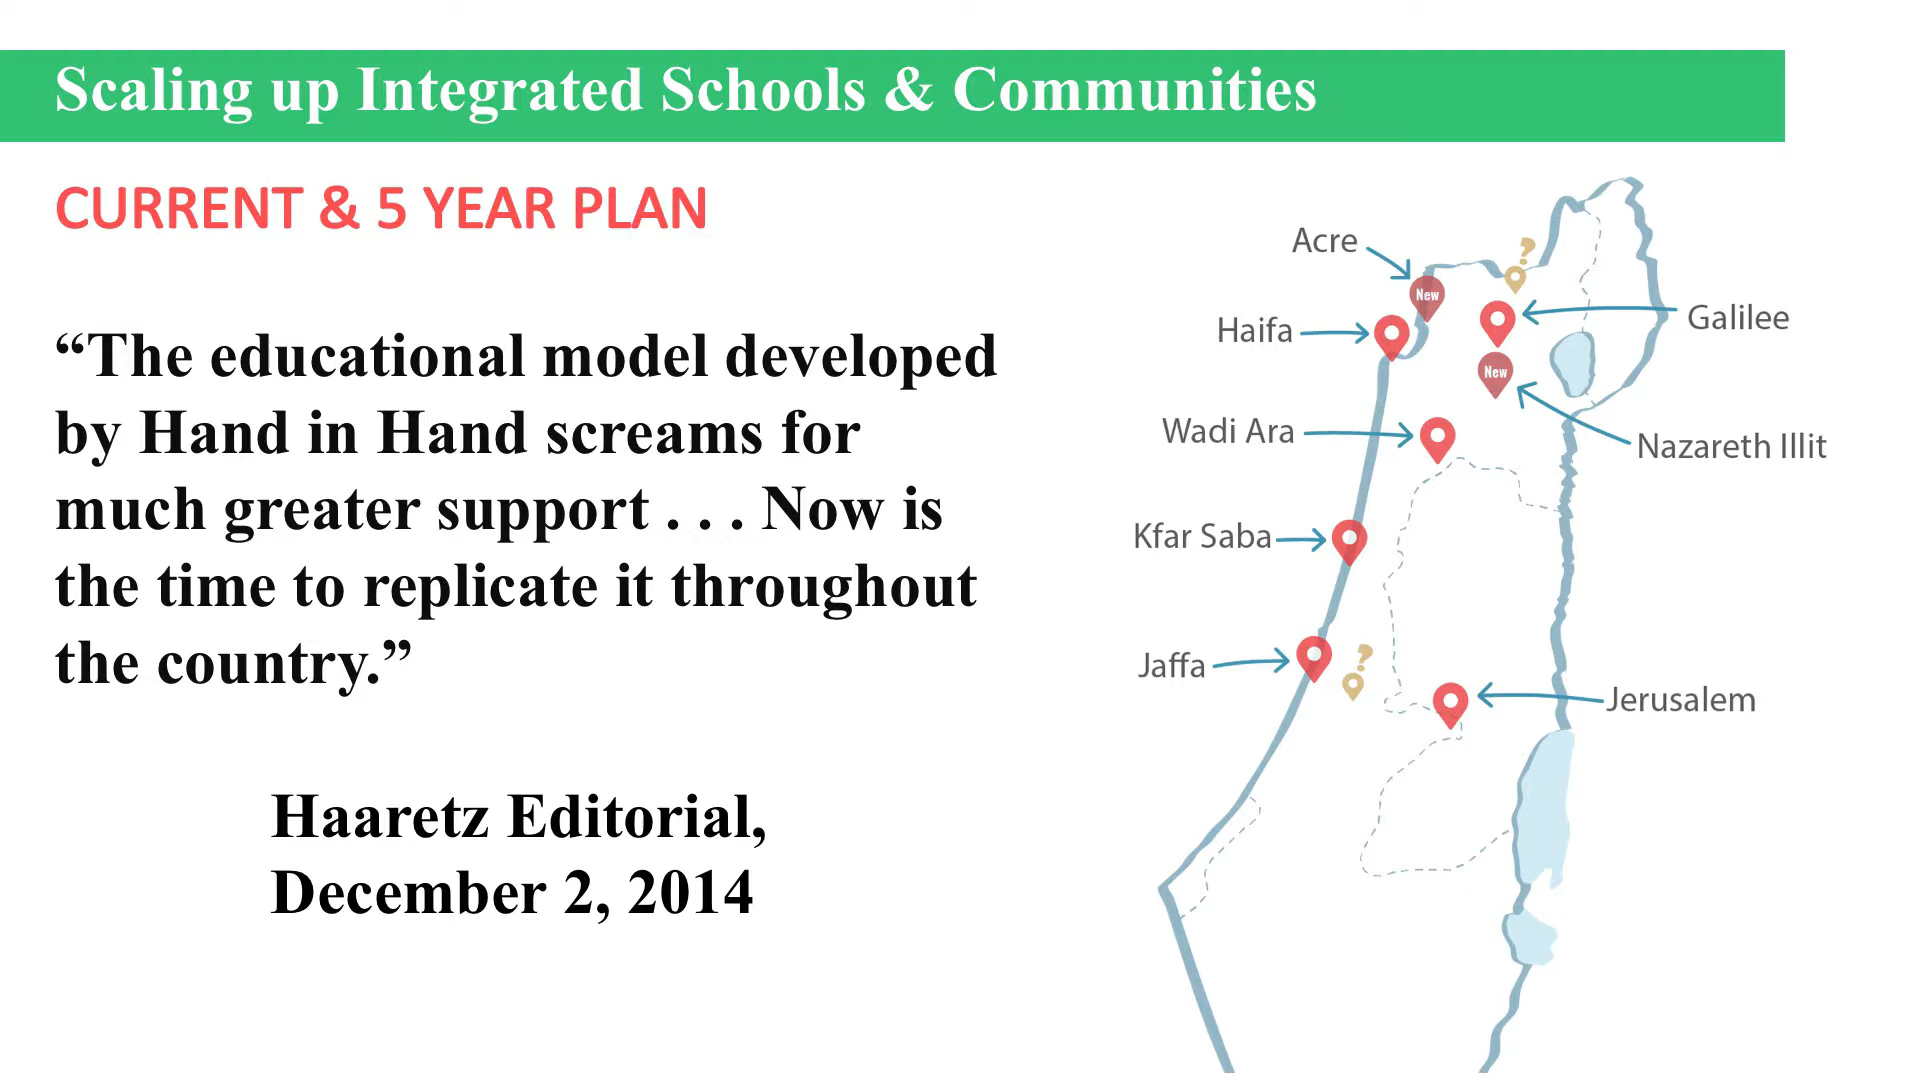 Scaling up Integrated Schools & Communities
CURRENT & 5 YEAR PLAN
“The educational model developed
by Hand in Hand screams for
much greater support . . . Now is
the time to replicate it throughout
the country.”
Haaretz Editorial,
December 2, 2014
Acre
?
New
Haifa
Galilee
New
Wadi Ara
Nazareth Illit
Kfar Saba
Jaffa
?
Jerusalem